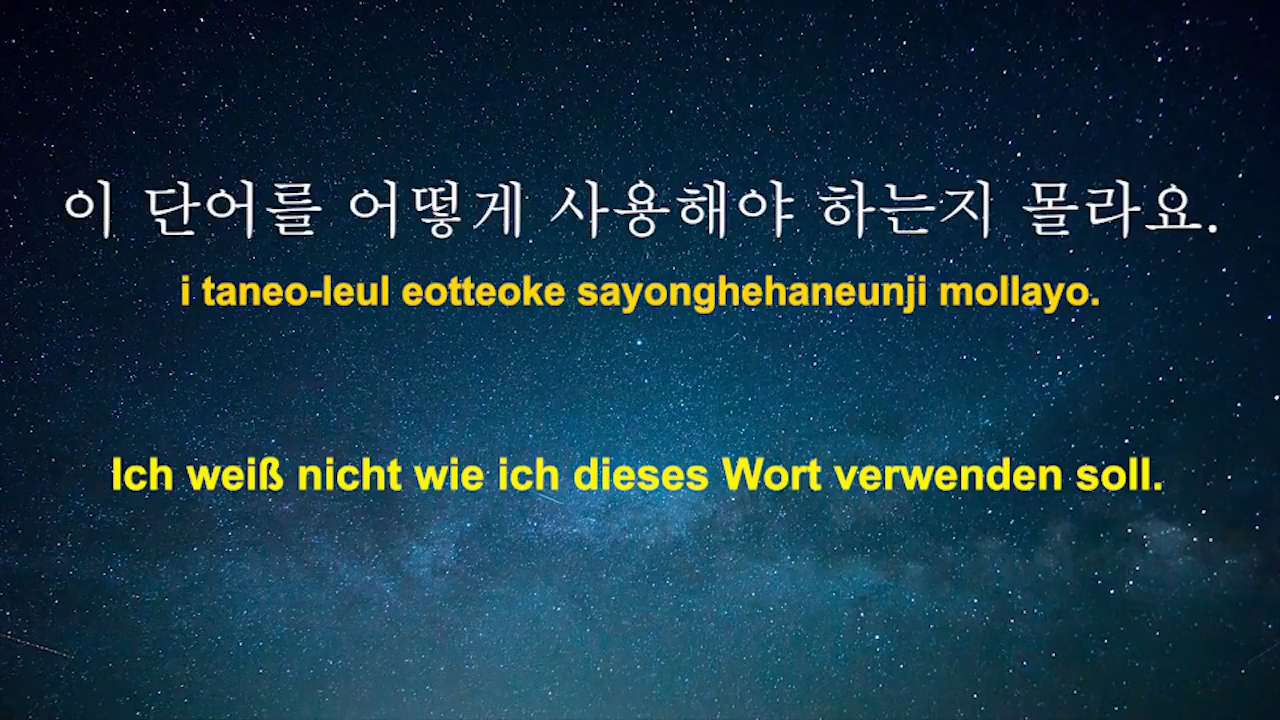 이 단어를 어떻게 사용해야 하는지 몰라요.
i taneo-leul eotteoke sayonghehaneunji mollayo.
Ich weiß nicht wie ich dieses Wort verwenden soll.